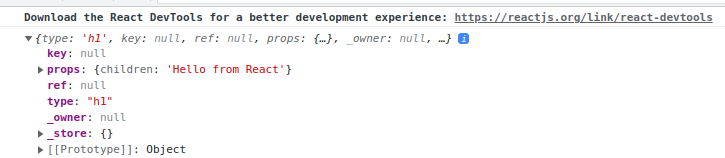 Download the React DevTools for a better development experience: https://reactjs.org/link/react-devtools
{type: 'h1', key: null, ref: null, props: {…}, _owner: null, …} i
key: null
props: {children: 'Hello from React'}
ref: null
type: "h1"
_owner: null
_store: {}
[[Prototype]]: Object